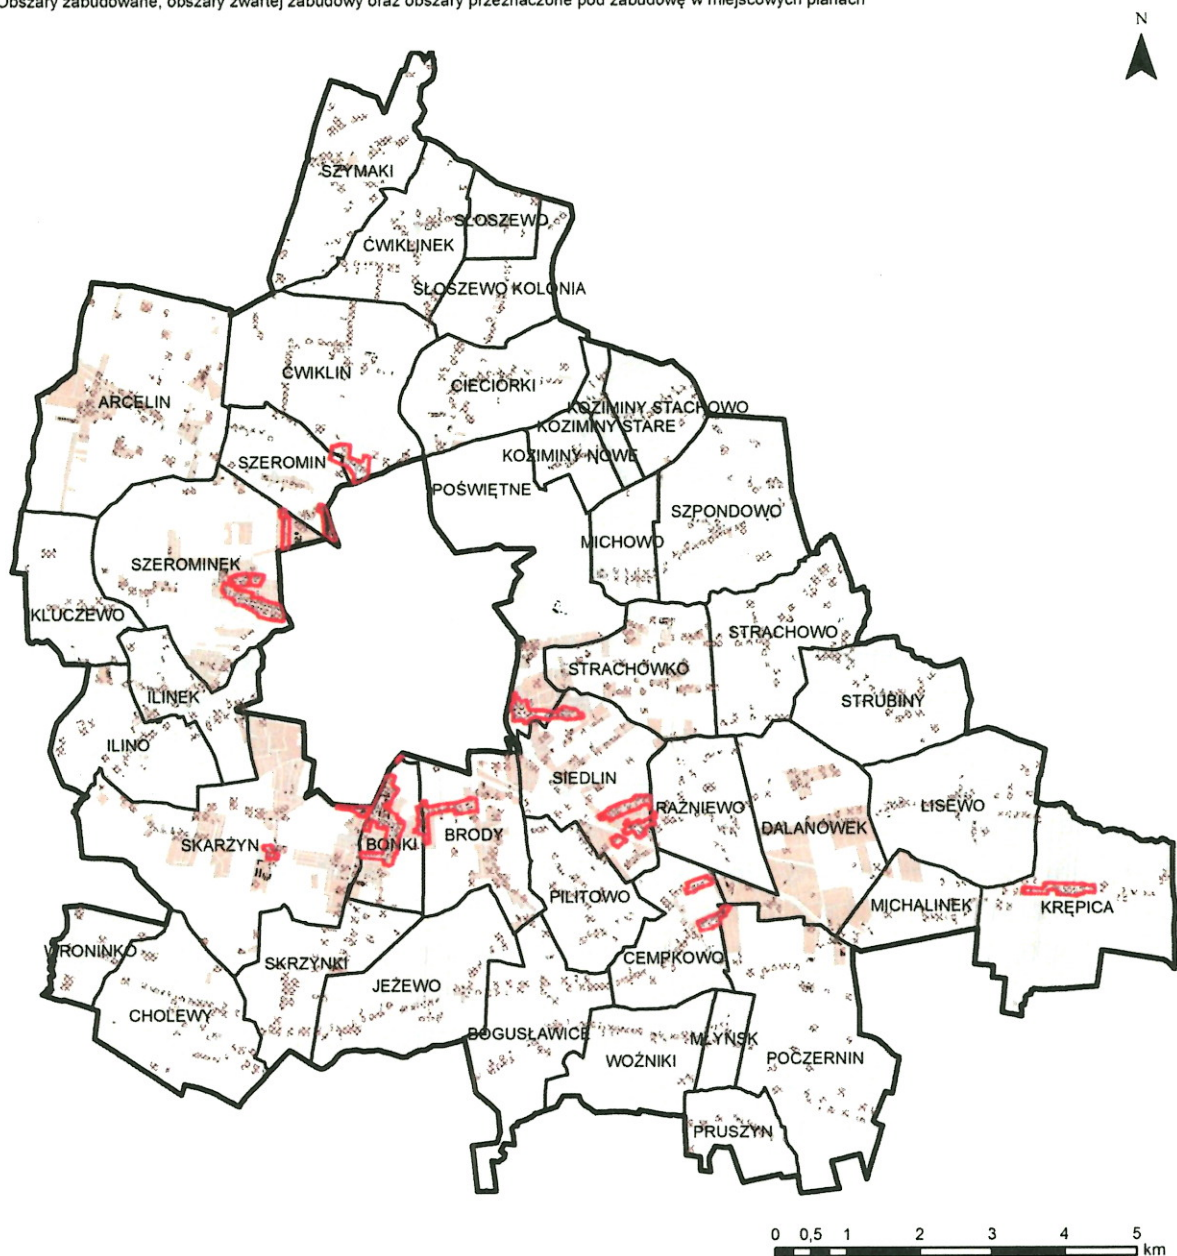 Obszary zabudowane, obszary zwartej zabudowy oraz obszary przeznaczone pod zabudowę w miejscowych planach
N
SZYMAKI
SŁOSZEWO
ĆWIKLINEK
SŁOSZEWO KOLONIA
ĆWIKLIN
CIECIORKI
ARCELIN
KOZIMINY STACHOWO
KOZIMINY STARE
SZEROMIN
KOZIMINY NOWE
POŚWIĘTNE
SZPONDOWO
MICHOWO
SZEROMINEK
KLUCZEWO
STRACHOWO
STRACHÓWKO
ILINEK
STRUBINY
ILINO
SIEDLIN
RAŹNIEWO
LISEWO
DALANÓWEK
BRODY
SKARŻYN
BOŃKI
PILITOWO
MICHALINEK
KRĘPICA
WRONINKO
CEMPKOWO
SKRZYNKI
JEŻEWO
CHOLEWY
BOGUSŁAWICE
MŁYŃSK
WOŹNIKI
POCZERNIN
PRUSZYN
0 0,5 1 2 3 4 5
km